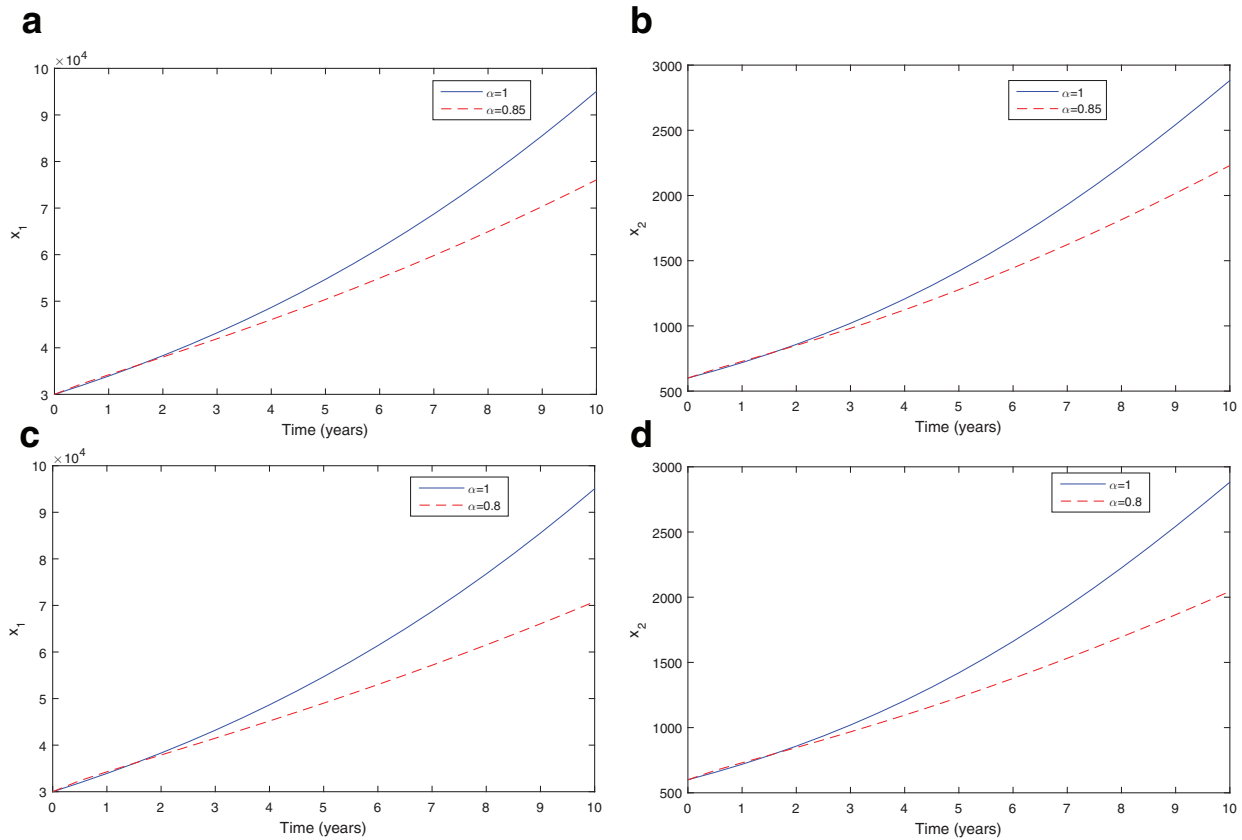 a
×10⁴
10
9
8
7
6
5
4
3
x₁
α=1
α=0.85
0 1 2 3 4 5 6 7 8 9 10
Time (years)
b
3000
2500
2000
1500
1000
500
x₂
α=1
α=0.85
0 1 2 3 4 5 6 7 8 9 10
Time (years)
c
×10⁴
10
9
8
7
6
5
4
3
x₁
α=1
α=0.8
0 1 2 3 4 5 6 7 8 9 10
Time (years)
d
3000
2500
2000
1500
1000
500
x₂
α=1
α=0.8
0 1 2 3 4 5 6 7 8 9 10
Time (years)